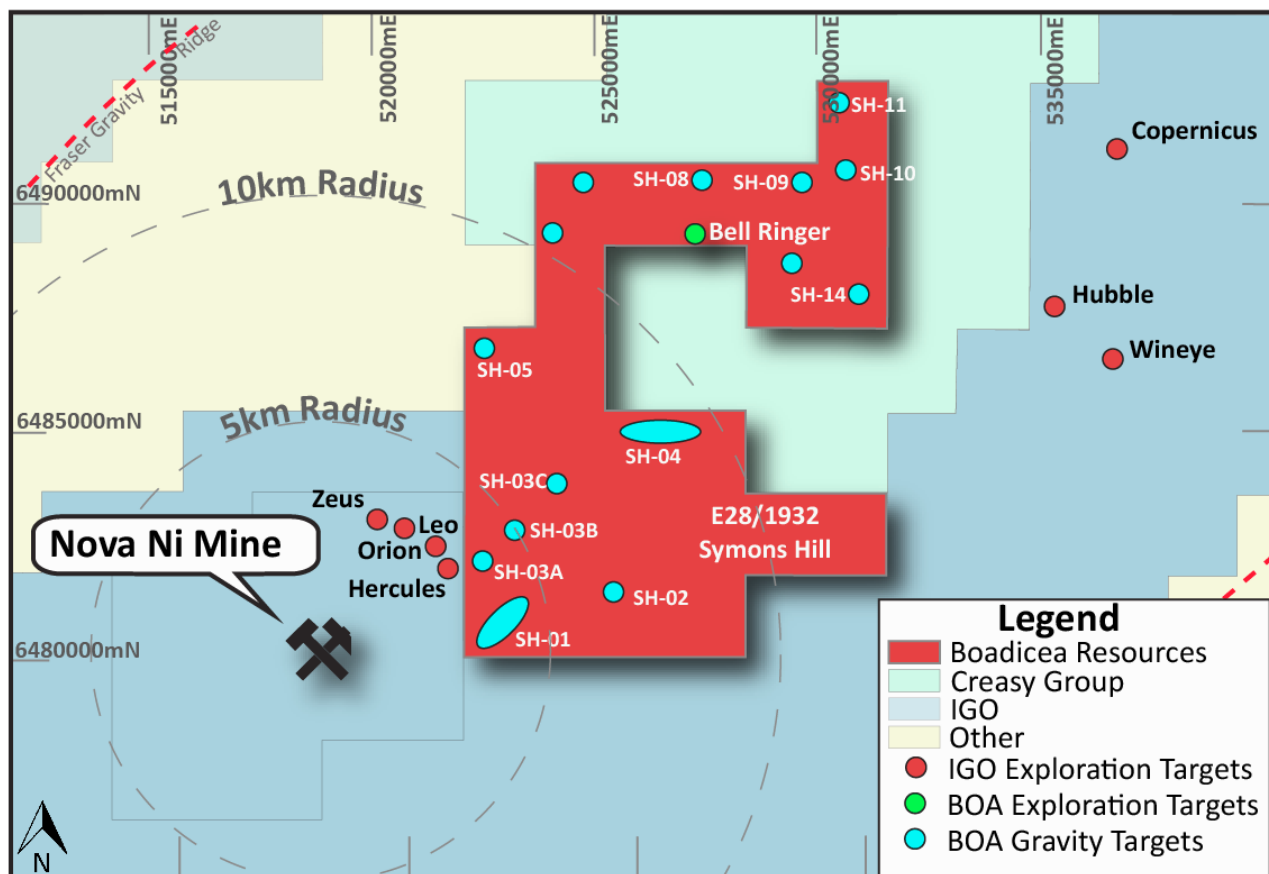 515000mE
520000mE
525000mE
530000mE
535000mE
Fraser Gravity
Ridge
SH-11
Copernicus
10km Radius
SH-08
SH-09
SH-10
6490000mN
Bell Ringer
SH-14
Hubble
Wineye
SH-05
5km Radius
6485000mN
SH-04
SH-03C
Zeus
Leo
E28/1932
Symons Hill
SH-03B
Nova Ni Mine
Orion
SH-03A
Hercules
SH-02
SH-01
6480000mN
Legend
Boadicea Resources
Creasy Group
IGO
Other
IGO Exploration Targets
BOA Exploration Targets
BOA Gravity Targets
N